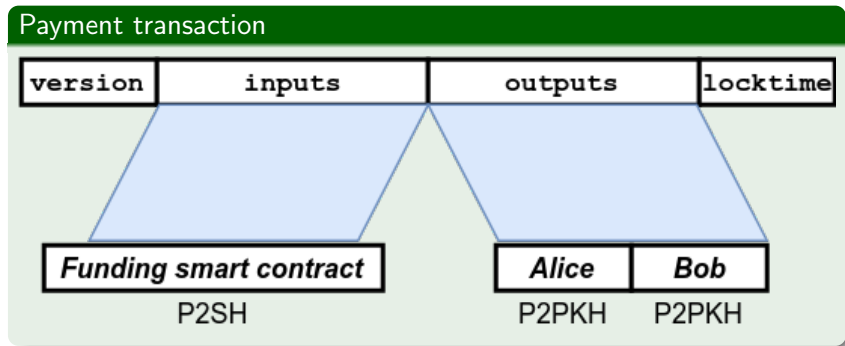 Payment transaction
version inputs outputs locktime
Funding smart contract Alice Bob
P2SH P2PKH P2PKH